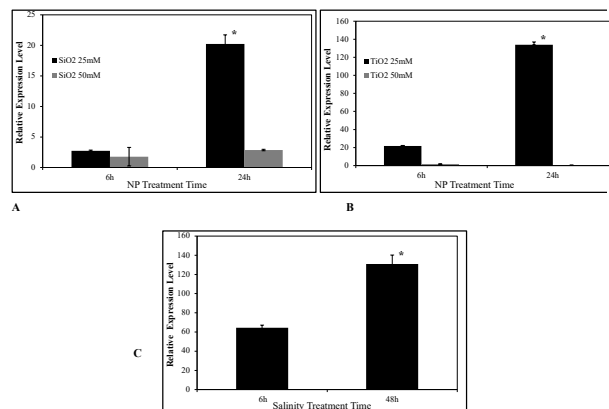 Relative Expression Level
25
20
15
10
5
0
SiO2 25mM
SiO2 50mM
*
6h
24h
NP Treatment Time
A
Relative Expression Level
160
140
120
100
80
60
40
20
0
TiO2 25mM
TiO2 50mM
*
6h
24h
NP Treatment Time
B
C
Relative Expression Level
160
140
120
100
80
60
40
20
0
*
6h
48h
Salinity Treatment Time